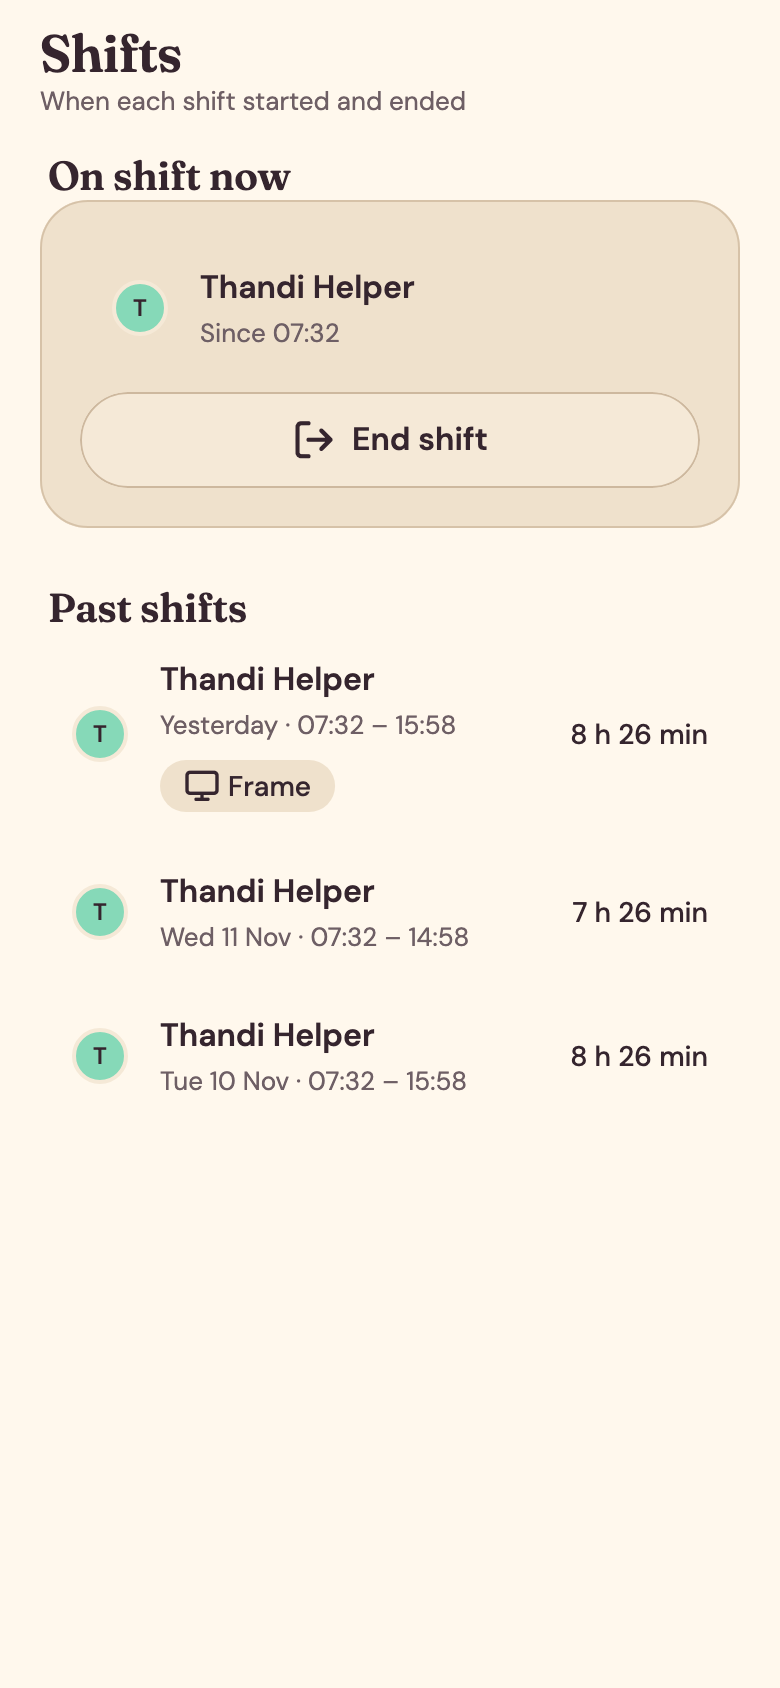 Shifts
When each shift started and ended
On shift now
T
Thandi Helper
Since 07:32
End shift
Past shifts
T
Thandi Helper
Yesterday · 07:32 – 15:58
8 h 26 min
Frame
T
Thandi Helper
Wed 11 Nov · 07:32 – 14:58
7 h 26 min
T
Thandi Helper
Tue 10 Nov · 07:32 – 15:58
8 h 26 min